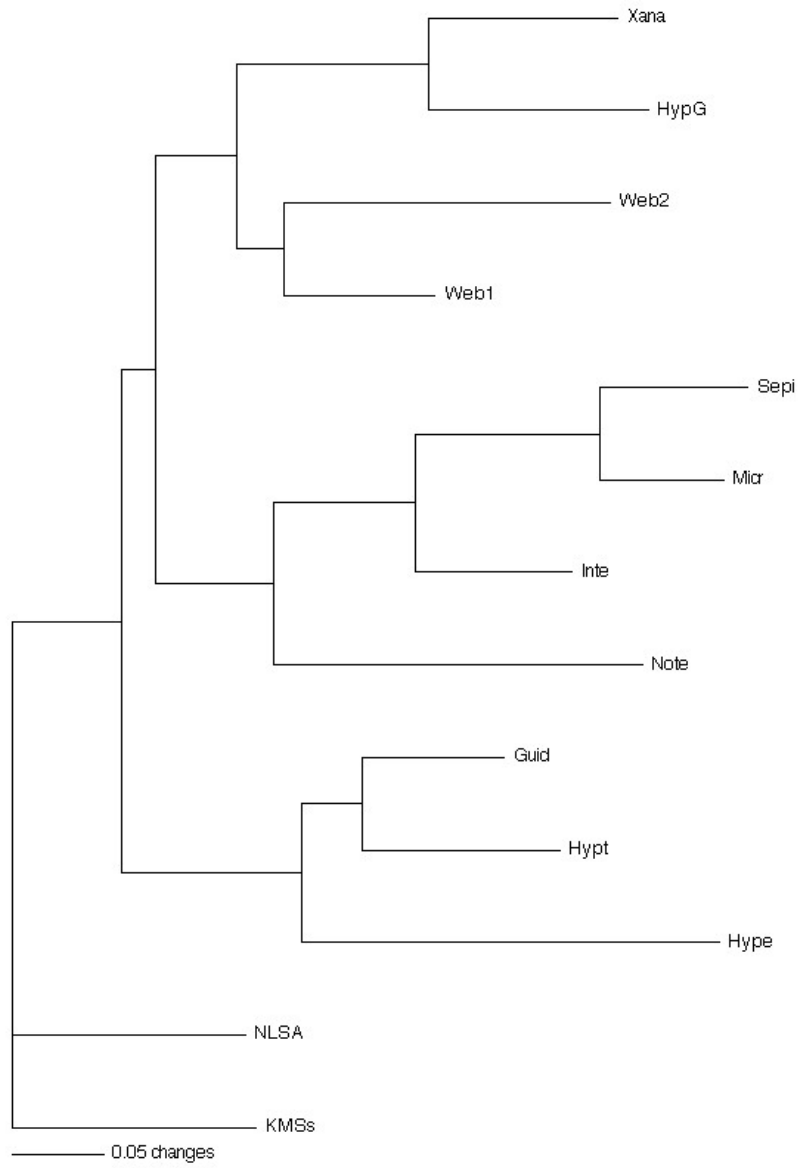 Xana
HypG
Web2
Web1
Sepi
Micr
Inte
Note
Guid
Hypt
Hype
NLSA
KMSs
0.05 changes